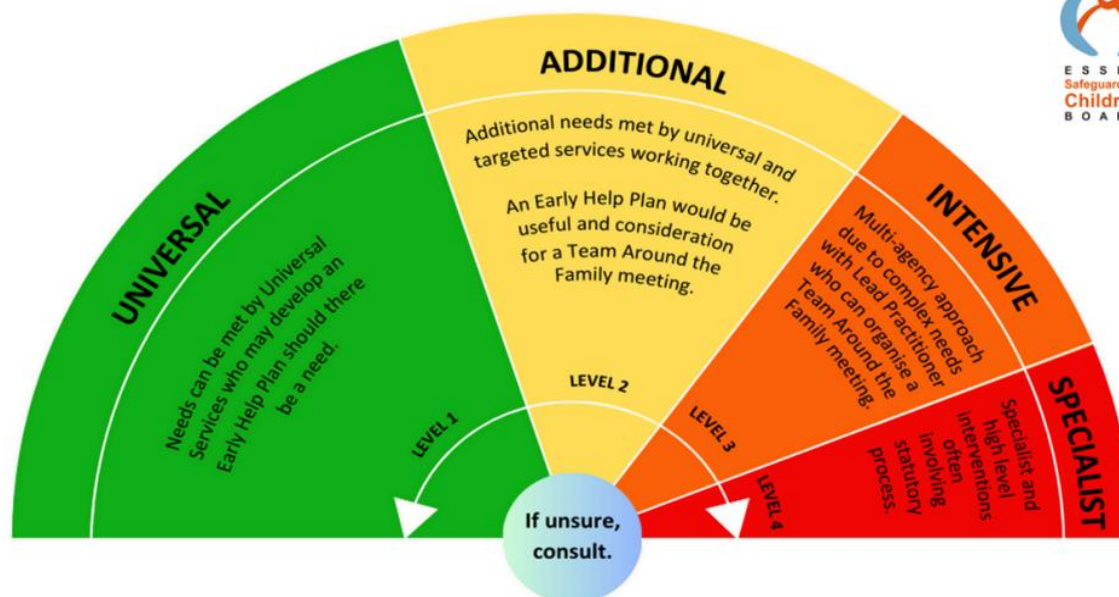 UNIVERSAL
Needs can be met by Universal
Services who may develop an
Early Help Plan should there
be a need.
LEVEL 1
ADDITIONAL
Additional needs met by universal and
targeted services working together.
An Early Help Plan would be
useful and consideration
for a Team Around the
Family meeting.
LEVEL 2
INTENSIVE
Multi-agency approach
due to complex needs
with Lead Practitioner
who can organise a
Team Around the
Family meeting.
LEVEL 3
SPECIALIST
Specialist and
high level
interventions
often
involving
statutory
process.
LEVEL 4
If unsure,
consult.